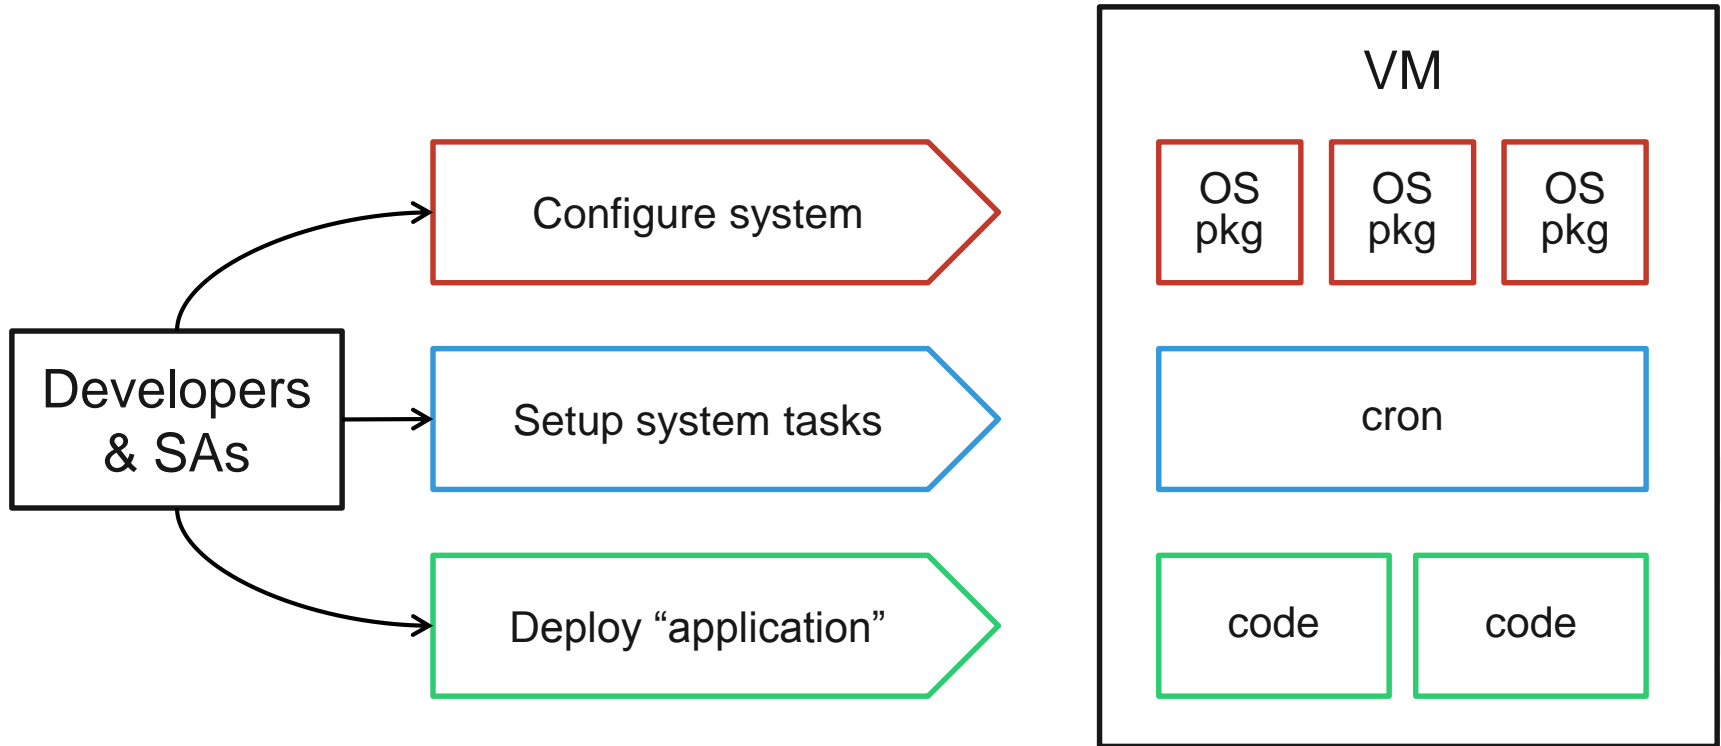 VM
Configure system
OS
pkg
OS
pkg
OS
pkg
Developers
& SAs
Setup system tasks
cron
Deploy “application”
code
code